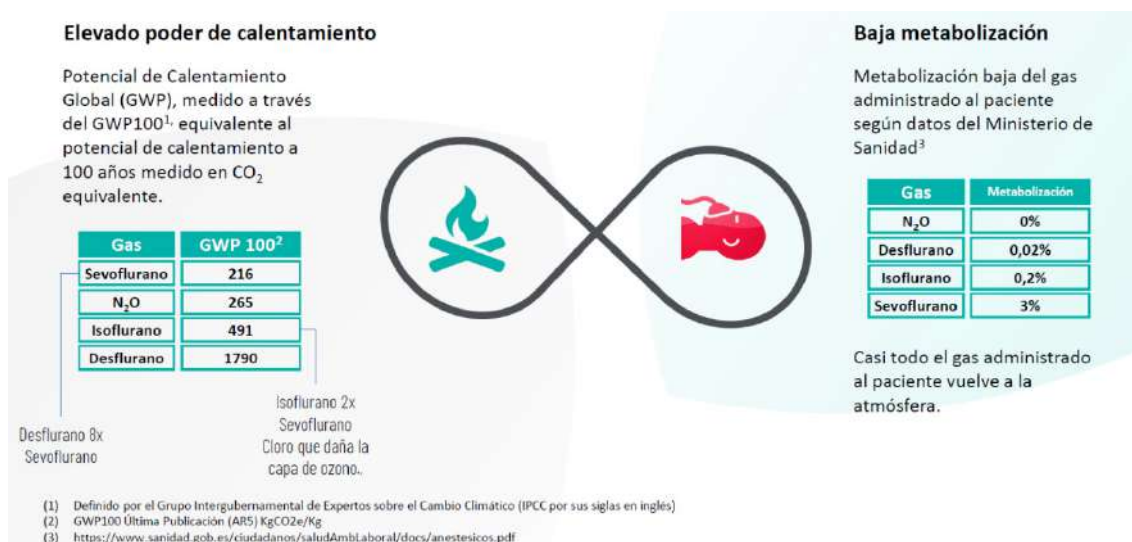 Elevado poder de calentamiento
Potencial de Calentamiento
Global (GWP), medido a través
del GWP100¹, equivalente al
potencial de calentamiento a
100 años medido en CO₂
equivalente.
Gas GWP 100²
Sevoflurano 216
N₂O 265
Isoflurano 491
Desflurano 1790
Desflurano 8x
Sevoflurano
Isoflurano 2x
Sevoflurano
Cloro que daña la
capa de ozono..
Baja metabolización
Metabolización baja del gas
administrado al paciente
según datos del Ministerio de
Sanidad³
Gas Metabolización
N₂O 0%
Desflurano 0,02%
Isoflurano 0,2%
Sevoflurano 3%
Casi todo el gas administrado
al paciente vuelve a la
atmósfera.
(1) Definido por el Grupo Intergubernamental de Expertos sobre el Cambio Climático (IPCC por sus siglas en inglés)
(2) GWP100 Última Publicación (AR5) KgCO2e/Kg
(3) https://www.sanidad.gob.es/ciudadanos/saludAmbLaboral/docs/anestesicos.pdf